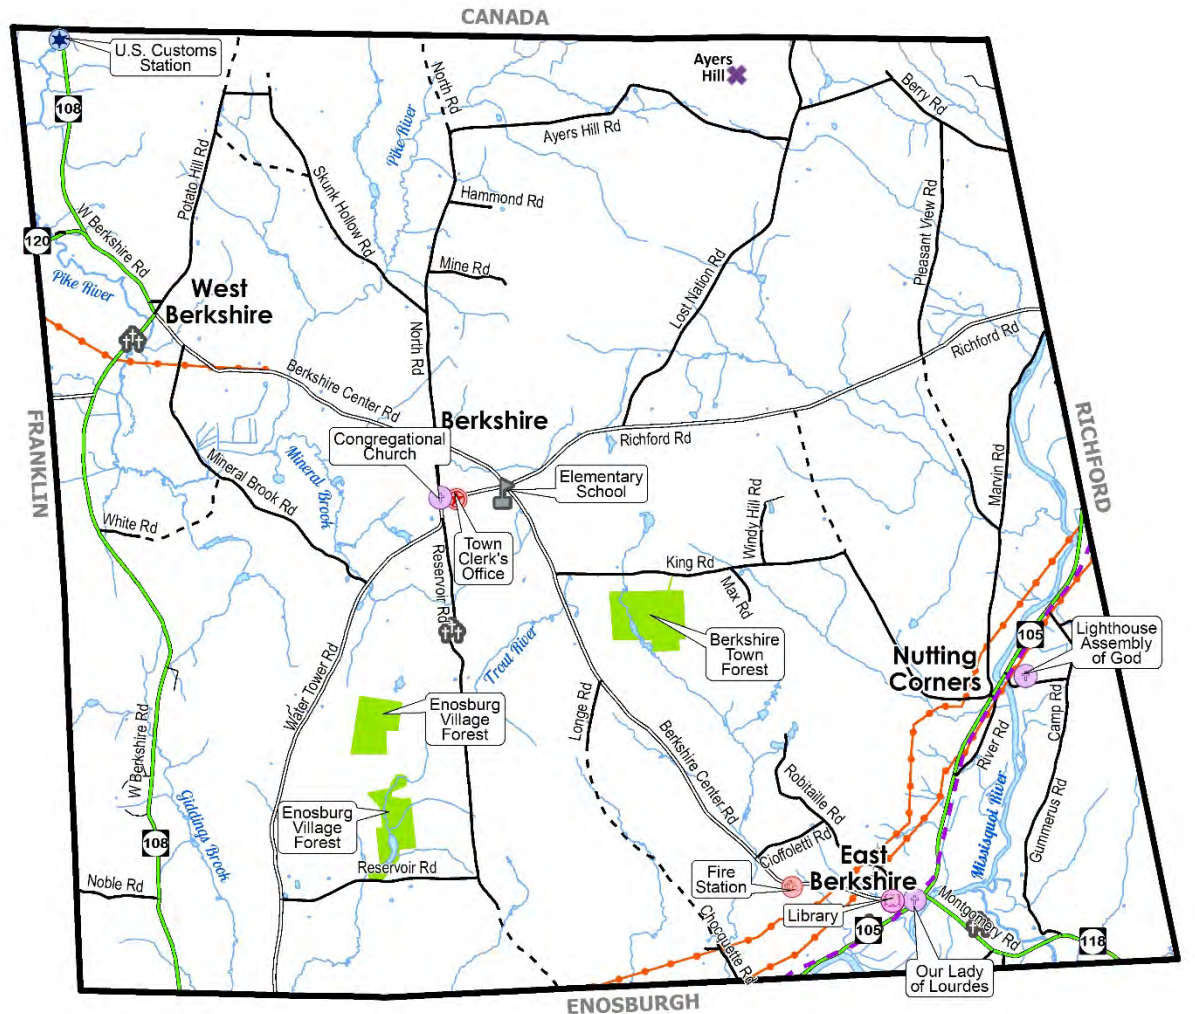 CANADA
U.S. Customs
Station
Ayers
Hill
108
North Rd
Berry Rd
Pike River
Ayers Hill Rd
Potato Hill Rd
Skunk Hollow Rd
Hammond Rd
Pleasant View Rd
W Berkshire Rd
120
Mine Rd
Lost Nation Rd
Pike River
West
Berkshire
North Rd
Richford Rd
Berkshire Center Rd
FRANKLIN
RICHFORD
Berkshire
Congregational
Church
Richford Rd
Mineral Brook Rd
Mineral
Brook
Elementary
School
Marvin Rd
White Rd
Windy Hill Rd
Town
Clerk's
Office
Reservoir Rd
King Rd
Max Rd
Trout River
Berkshire
Town
Forest
105
Lighthouse
Assembly
of God
Nutting
Corners
Water Tower Rd
Enosburg
Village
Forest
Longe Rd
Camp Rd
W Berkshire Rd
Berkshire Center Rd
River Rd
Robitaille Rd
Giddings Brook
Missisquoi River
Gummerus Rd
Enosburg
Village
Forest
108
Cioffoletti Rd
Reservoir Rd
East
Berkshire
Fire
Station
Noble Rd
Library
Montgomery Rd
Chocquette Rd
105
118
Our Lady
of Lourdes
ENOSBURGH